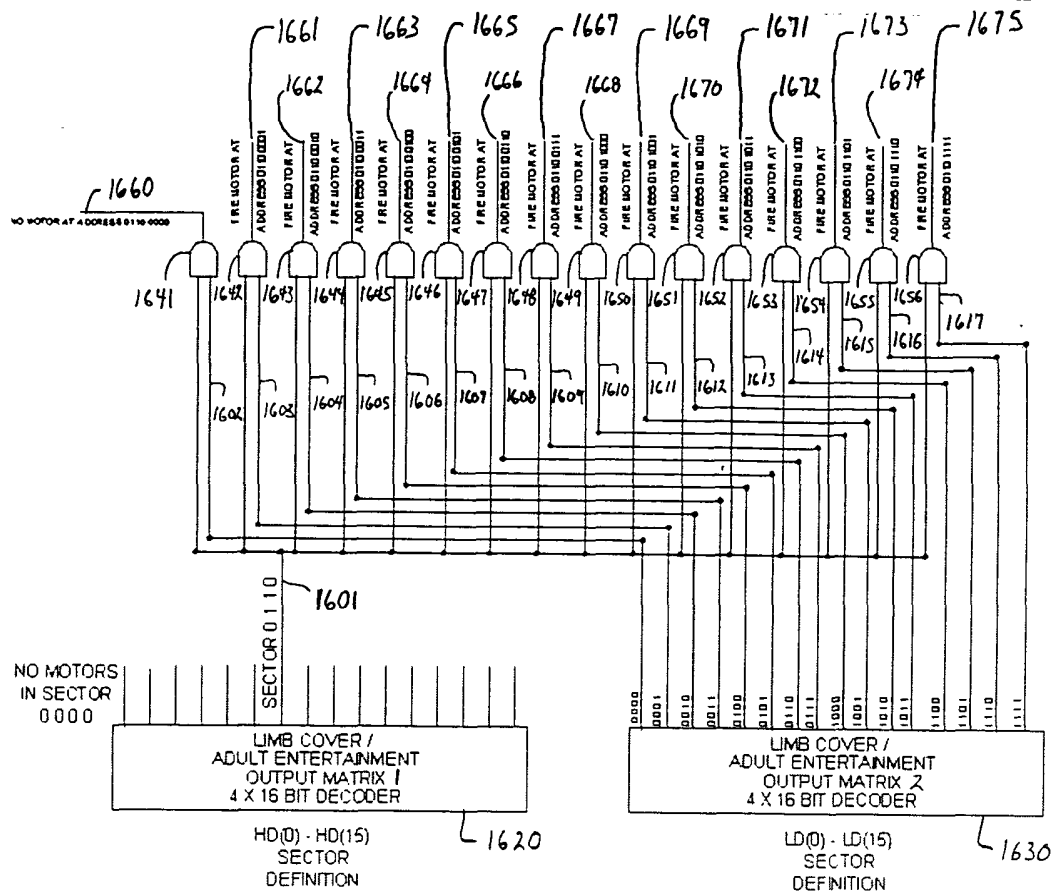 1661
1663
1665
1667
1669
1671
1673
1675
1662
1664
1666
1668
1670
1672
1674
1660
NO MOTOR AT ADDRESS 0110 0000
FIRE MOTOR AT
ADDRESS 0110 0001
FIRE MOTOR AT
ADDRESS 0110 0010
FIRE MOTOR AT
ADDRESS 0110 0011
FIRE MOTOR AT
ADDRESS 0110 0100
FIRE MOTOR AT
ADDRESS 0110 0101
FIRE MOTOR AT
ADDRESS 0110 0110
FIRE MOTOR AT
ADDRESS 0110 0111
FIRE MOTOR AT
ADDRESS 0110 1000
FIRE MOTOR AT
ADDRESS 0110 1001
FIRE MOTOR AT
ADDRESS 0110 1010
FIRE MOTOR AT
ADDRESS 0110 1011
FIRE MOTOR AT
ADDRESS 0110 1100
FIRE MOTOR AT
ADDRESS 0110 1101
FIRE MOTOR AT
ADDRESS 0110 1110
FIRE MOTOR AT
ADDRESS 0110 1111
1641
1642
1643
1644
1645
1646
1647
1648
1649
1650
1651
1652
1653
1654
1655
1656
1617
1614
1615
1616
1602
1603
1604
1605
1606
1607
1608
1609
1610
1611
1612
1613
1601
SECTOR 0110
NO MOTORS
IN SECTOR
0000
0000
0001
0010
0011
0100
0101
0110
0111
1000
1001
1010
1011
1100
1101
1110
1111
LIMB COVER /
ADULT ENTERTAINMENT
OUTPUT MATRIX 1
4 X 16 BIT DECODER
LIMB COVER /
ADULT ENTERTAINMENT
OUTPUT MATRIX 2
4 X 16 BIT DECODER
1620
1630
HD(0) - HD(15)
SECTOR
DEFINITION
LD(0) - LD(15)
SECTOR
DEFINITION